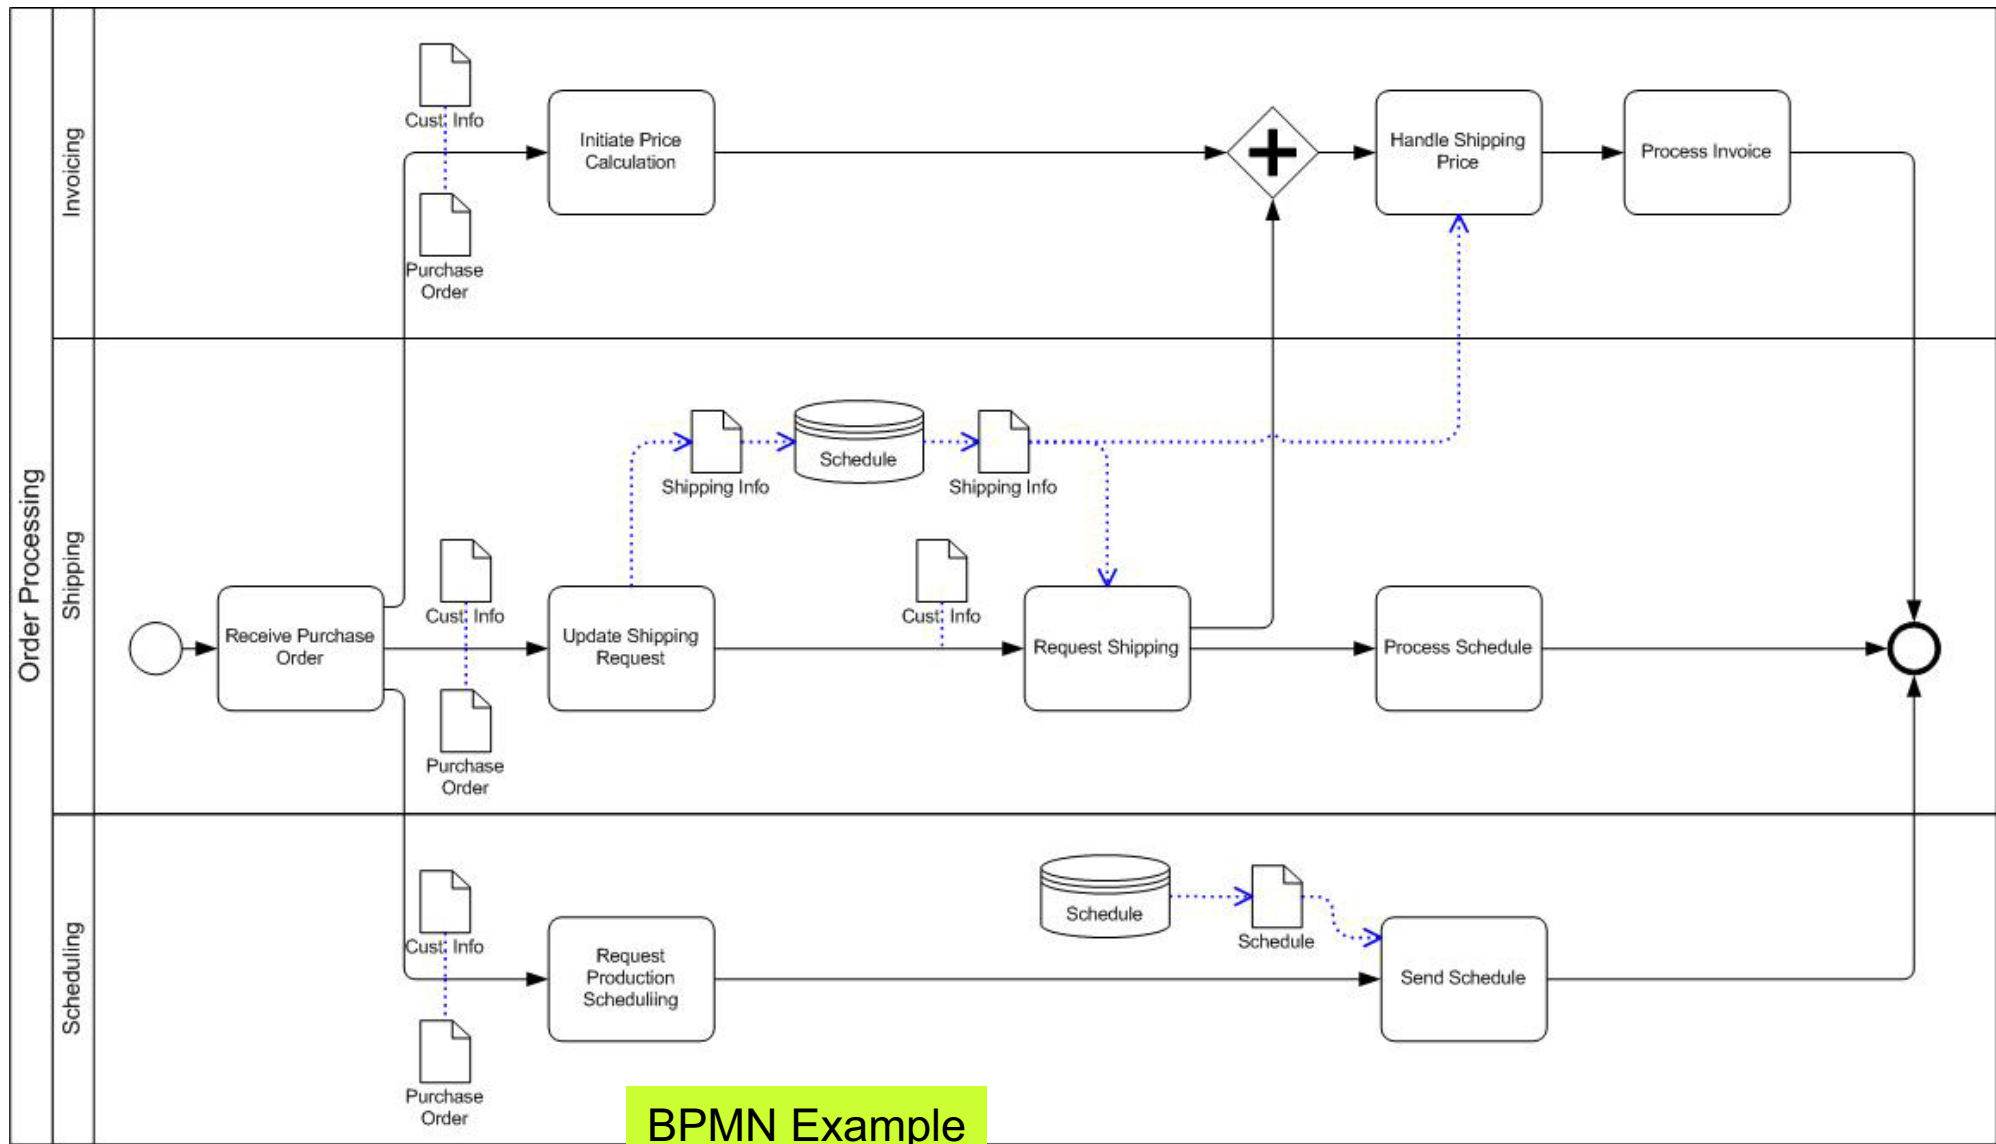 Order Processing
Invoicing
Cust. Info
Purchase
Order
Initiate Price
Calculation
Handle Shipping
Price
Process Invoice
Shipping
Shipping Info
Schedule
Shipping Info
Receive Purchase
Order
Cust. Info
Purchase
Order
Update Shipping
Request
Cust. Info
Request Shipping
Process Schedule
Scheduling
Cust. Info
Purchase
Order
Request
Production
Scheduliing
Schedule
Schedule
Send Schedule
BPMN Example